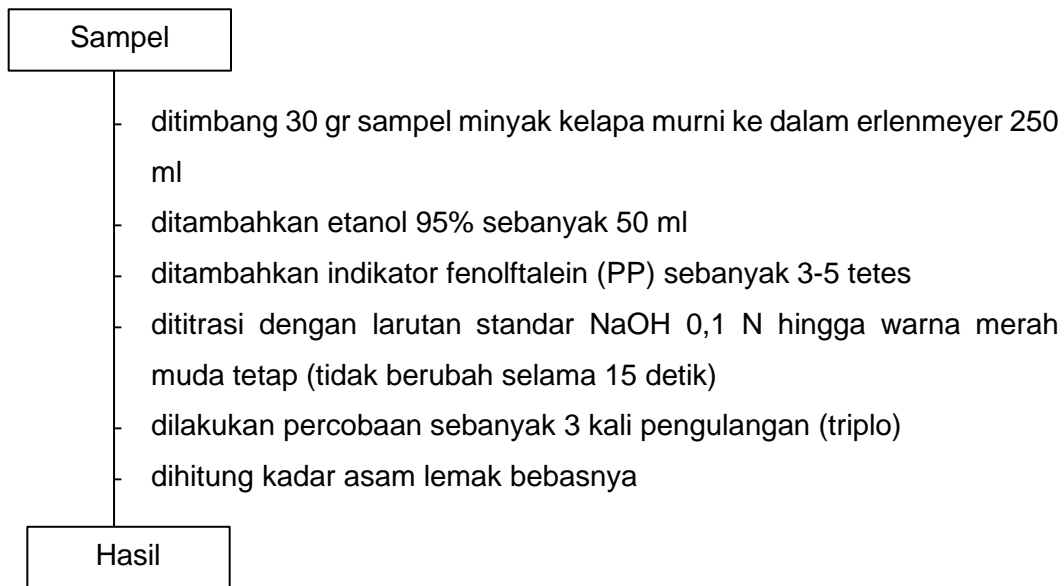 Sampel
- ditimbang 30 gr sampel minyak kelapa murni ke dalam erlenmeyer 250
ml
- ditambahkan etanol 95% sebanyak 50 ml
- ditambahkan indikator fenolftalein (PP) sebanyak 3-5 tetes
- dititrasi dengan larutan standar NaOH 0,1 N hingga warna merah
muda tetap (tidak berubah selama 15 detik)
- dilakukan percobaan sebanyak 3 kali pengulangan (triplo)
- dihitung kadar asam lemak bebasnya
Hasil